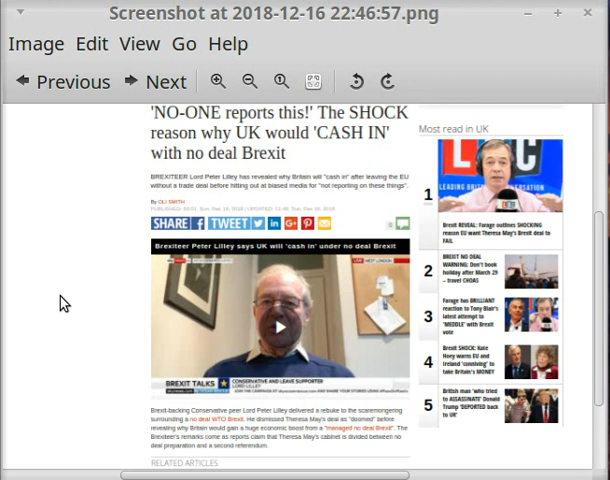 Screenshot at 2018-12-16 22:46:57.png
Image Edit View Go Help
Previous Next
'NO-ONE reports this!' The SHOCK
reason why UK would 'CASH IN'
with no deal Brexit
BREXITEER Lord Peter Lilley has revealed why Britain will "cash in" after leaving the EU
without a trade deal before hitting out at biased media for "not reporting on these things".
By OLI SMITH
SHARE TWEET
Brexiteer Peter Lilley says UK will 'cash in' under no deal Brexit
WEST LONDON
BREXIT TALKS
CONSERVATIVE AND LEAVE SUPPORTER
LORD LILLEY
Brexit-backing Conservative peer Lord Peter Lilley delivered a rebuke to the scaremongering
surrounding a no deal WTO Brexit. He dismissed Theresa May's deal as "doomed" before
revealing why Britain would gain a huge economic boost from a "managed no deal Brexit". The
Brexiteer's remarks come as reports claim that Theresa May's cabinet is divided between no
deal preparation and a second referendum.
RELATED ARTICLES
Most read in UK
LEADING BRITAIN'S
1
Brexit REVEAL: Farage outlines SHOCKING
reason EU want Theresa May's Brexit deal to
FAIL
2
BREXIT NO DEAL
WARNING: Don't book
holiday after March 29
– travel CHOAS
3
Farage has BRILLIANT
reaction to Tony Blair's
latest attempt to
'MEDDLE' with Brexit
vote
4
Brexit SHOCK: Kate
Hoey warns EU and
Ireland 'conniving' to
take Britain's MONEY
5
British man 'who tried
to ASSASSINATE' Donald
Trump 'DEPORTED back
to UK'